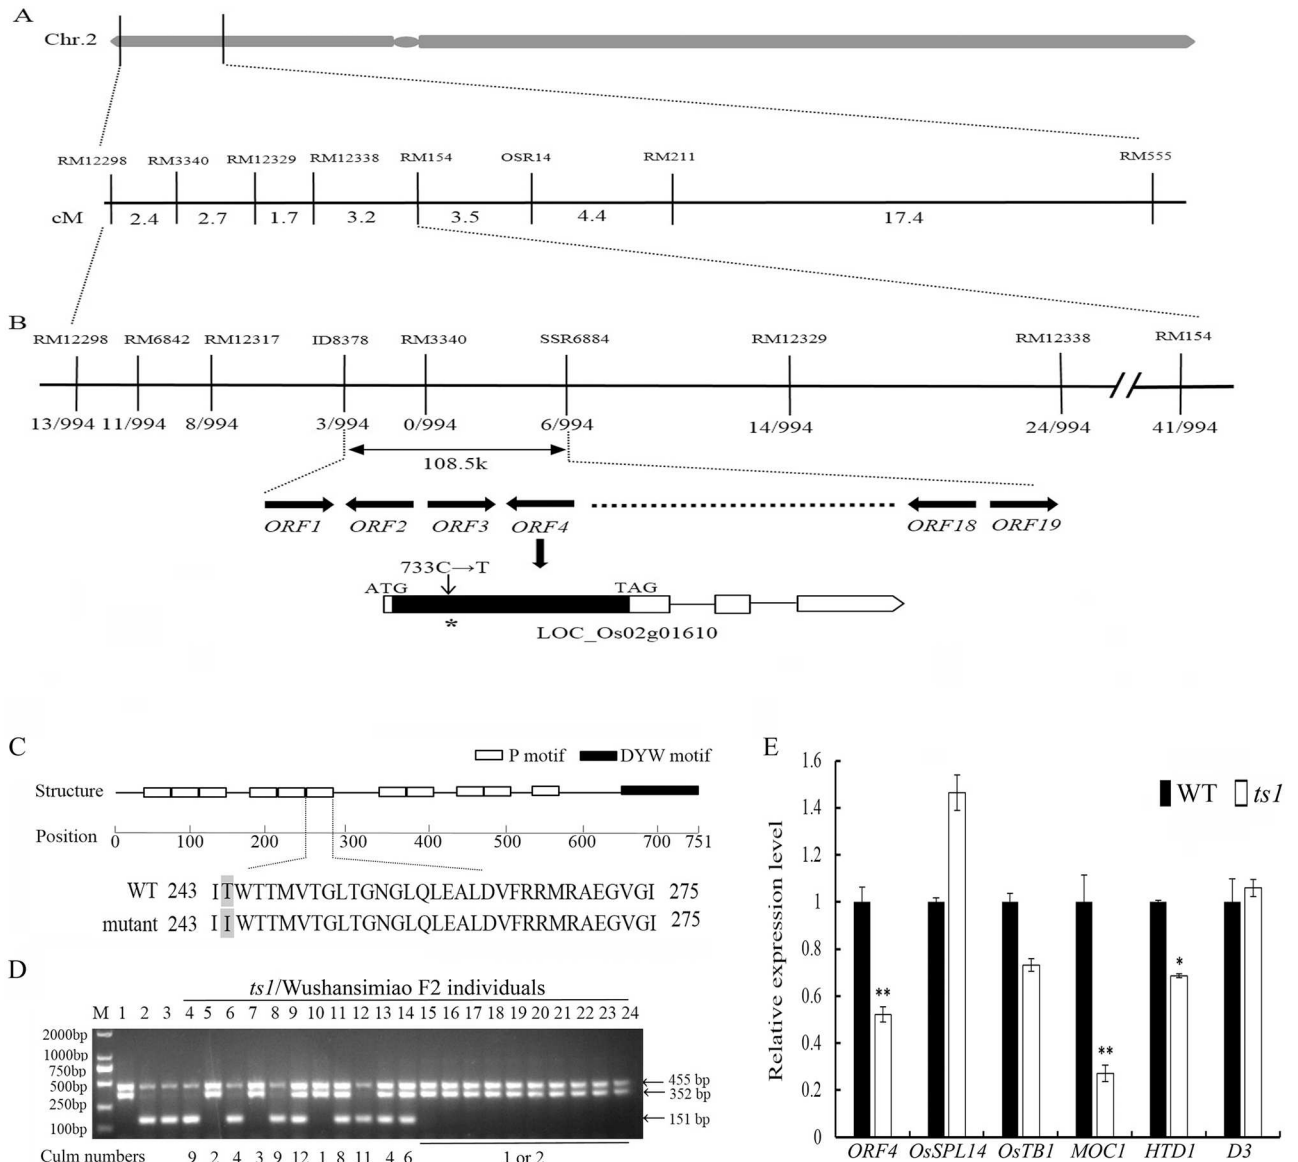 A
Chr.2
RM12298 RM3340 RM12329 RM12338 RM154 OSR14 RM211 RM555
cM 2.4 2.7 1.7 3.2 3.5 4.4 17.4
B
RM12298 RM6842 RM12317 ID8378 RM3340 SSR6884 RM12329 RM12338 RM154
13/994 11/994 8/994 3/994 0/994 6/994 14/994 24/994 41/994
108.5k
ORF1 ORF2 ORF3 ORF4 ORF18 ORF19
733C→T
ATG TAG
*
LOC_Os02g01610
C
P motif DYW motif
Structure
Position 0 100 200 300 400 500 600 700 751
WT 243 ITWTTMVTGLTGNGLQLEALDVFRRMRAEGVGI 275
mutant 243 IIWTTMVTGLTGNGLQLEALDVFRRMRAEGVGI 275
D
ts1/Wushansimiao F2 individuals
M 1 2 3 4 5 6 7 8 9 10 11 12 13 14 15 16 17 18 19 20 21 22 23 24
2000bp
1000bp
750bp
500bp
250bp
100bp
455 bp
352 bp
151 bp
Culm numbers 9 2 4 3 9 12 1 8 11 4 6 1 or 2
E
Relative expression level
1.6
1.4
1.2
1
0.8
0.6
0.4
0.2
0
WT ts1
**
**
*
ORF4 OsSPL14 OsTB1 MOC1 HTD1 D3